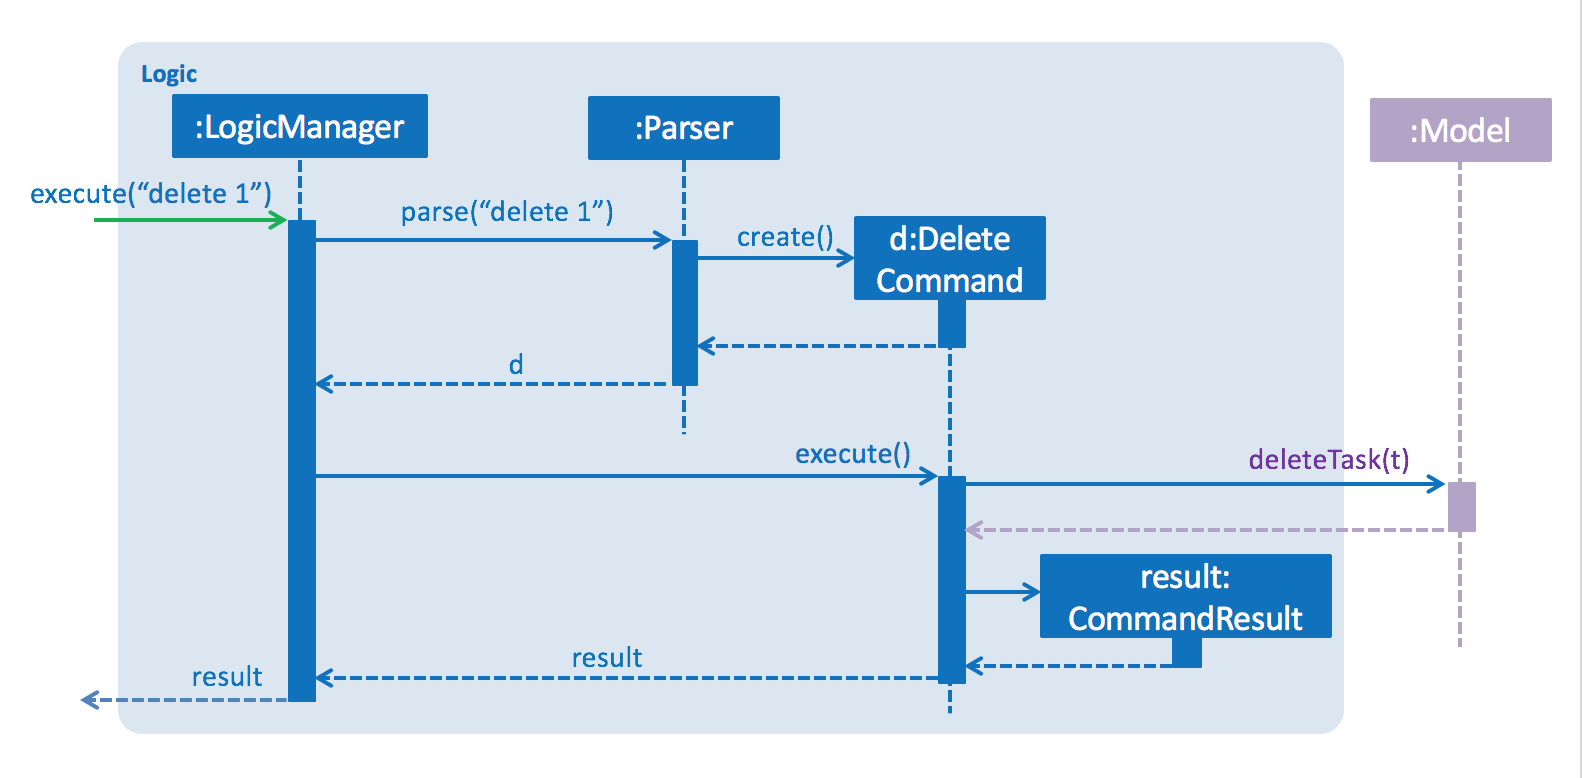 Logic
:LogicManager
:Parser
:Model
execute(“delete 1”)
parse(“delete 1”)
create()
d:Delete
Command
d
execute()
deleteTask(t)
result:
CommandResult
result
result